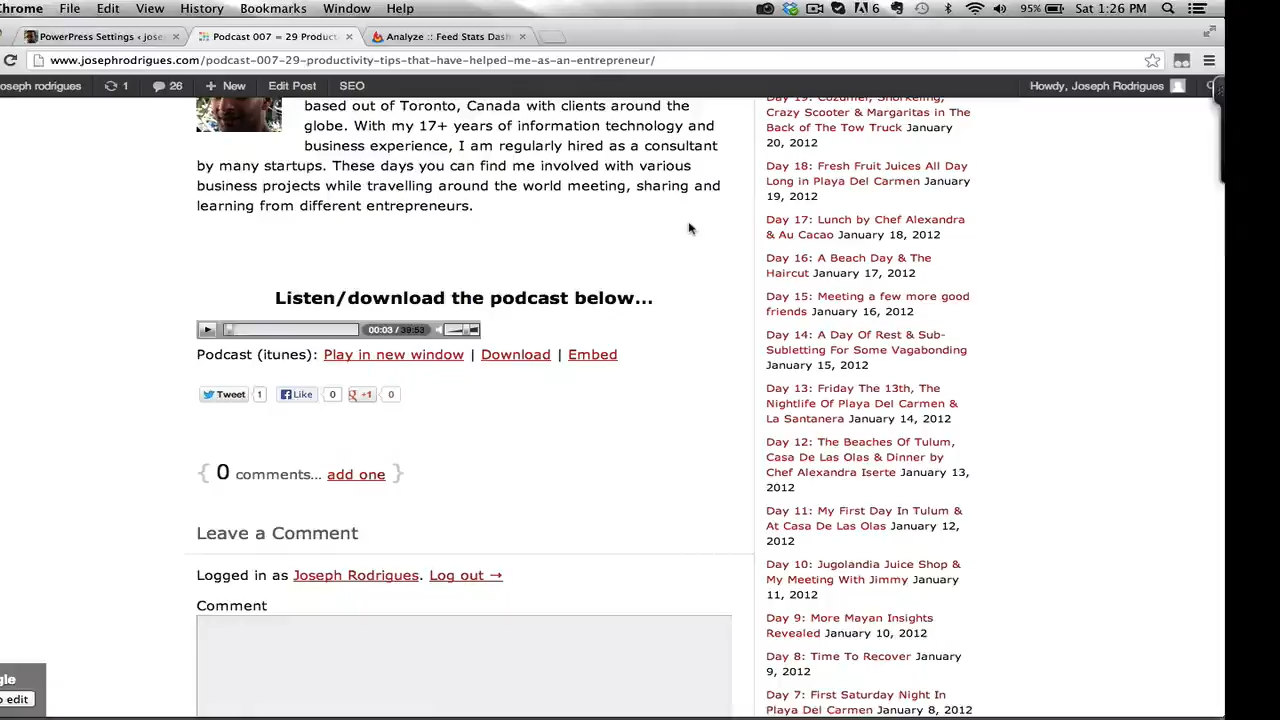 Chrome File Edit View History Bookmarks Window Help 6 95% Sat 1:26 PM
PowerPress Settings ‹ jose
Podcast 007 = 29 Product
Analyze :: Feed Stats Dash
www.josephrodrigues.com/podcast-007-29-productivity-tips-that-have-helped-me-as-an-entrepreneur/
oseph rodrigues 1 26 + New Edit Post SEO Howdy, Joseph Rodrigues
based out of Toronto, Canada with clients around the
globe. With my 17+ years of information technology and
business experience, I am regularly hired as a consultant
by many startups. These days you can find me involved with various
business projects while travelling around the world meeting, sharing and
learning from different entrepreneurs.
Listen/download the podcast below...
00:03 / 39:53
Podcast (itunes): Play in new window | Download | Embed
Tweet 1 Like 0 +1 0
{ 0 comments... add one }
Leave a Comment
Logged in as Joseph Rodrigues. Log out →
Comment
gle
o edit
Day 19: Cozumel, Snorkeling,
Crazy Scooter & Margaritas in The
Back of The Tow Truck January
20, 2012
Day 18: Fresh Fruit Juices All Day
Long in Playa Del Carmen January
19, 2012
Day 17: Lunch by Chef Alexandra
& Au Cacao January 18, 2012
Day 16: A Beach Day & The
Haircut January 17, 2012
Day 15: Meeting a few more good
friends January 16, 2012
Day 14: A Day Of Rest & Sub-
Subletting For Some Vagabonding
January 15, 2012
Day 13: Friday The 13th, The
Nightlife Of Playa Del Carmen &
La Santanera January 14, 2012
Day 12: The Beaches Of Tulum,
Casa De Las Olas & Dinner by
Chef Alexandra Iserte January 13,
2012
Day 11: My First Day In Tulum &
At Casa De Las Olas January 12,
2012
Day 10: Jugolandia Juice Shop &
My Meeting With Jimmy January
11, 2012
Day 9: More Mayan Insights
Revealed January 10, 2012
Day 8: Time To Recover January
9, 2012
Day 7: First Saturday Night In
Playa Del Carmen January 8, 2012